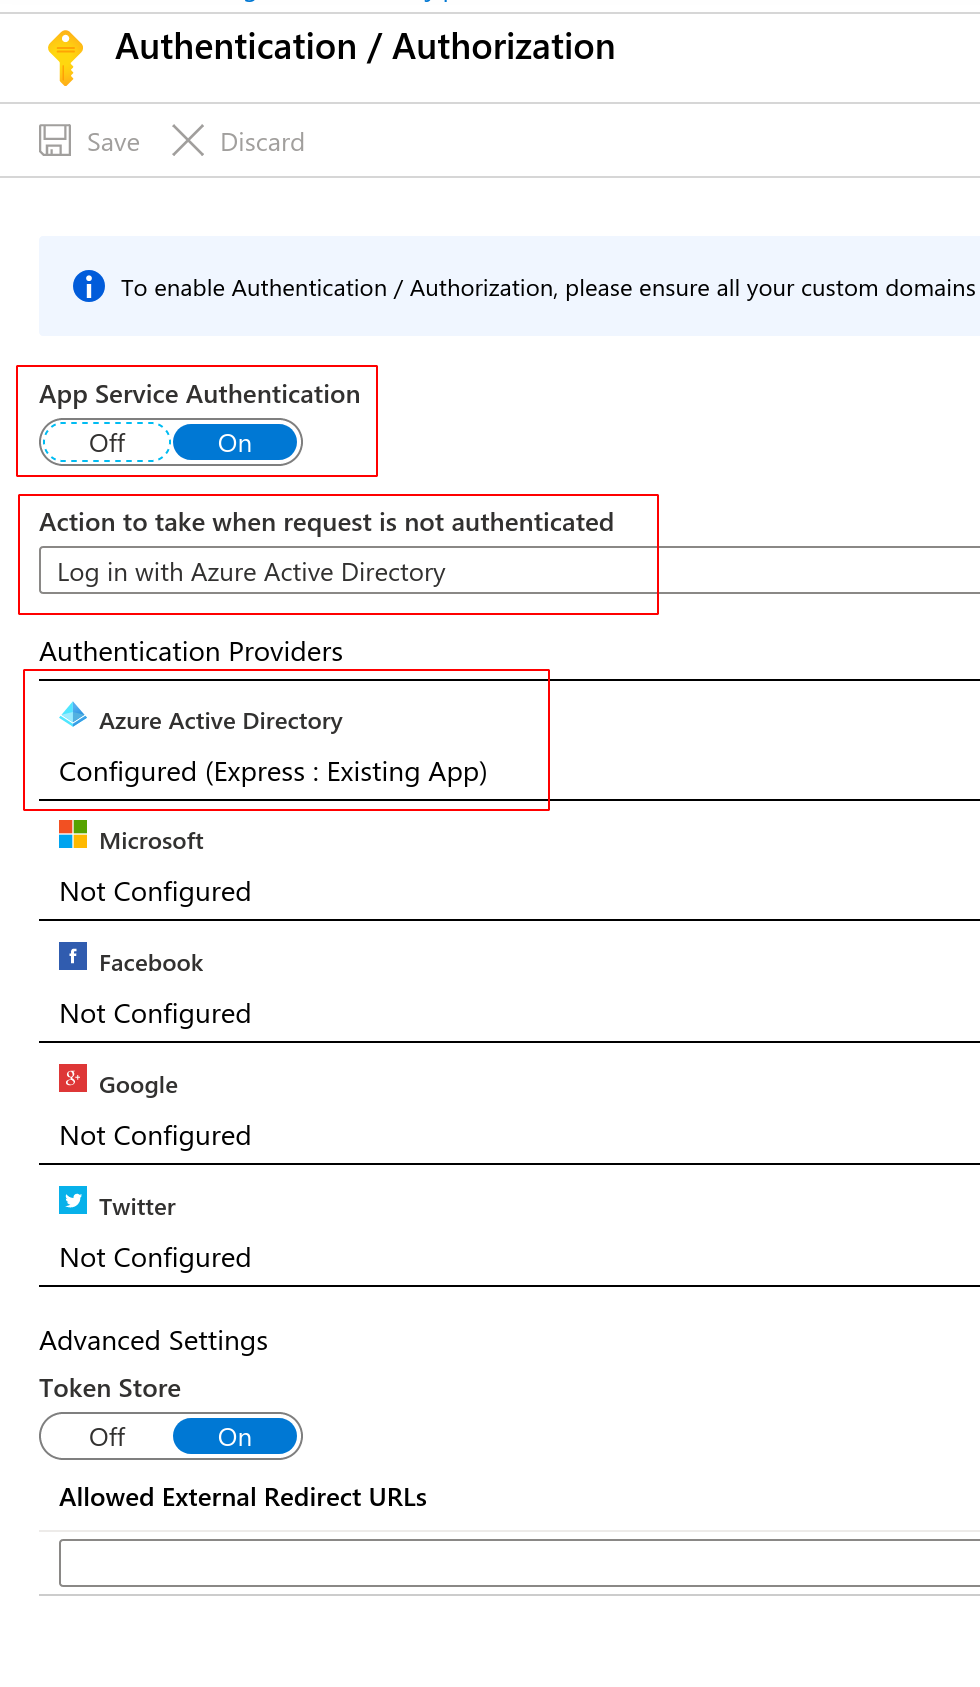 Authentication / Authorization
Save Discard
To enable Authentication / Authorization, please ensure all your custom domains
App Service Authentication
Off On
Action to take when request is not authenticated
Log in with Azure Active Directory
Authentication Providers
Azure Active Directory
Configured (Express : Existing App)
Microsoft
Not Configured
Facebook
Not Configured
Google
Not Configured
Twitter
Not Configured
Advanced Settings
Token Store
Off On
Allowed External Redirect URLs